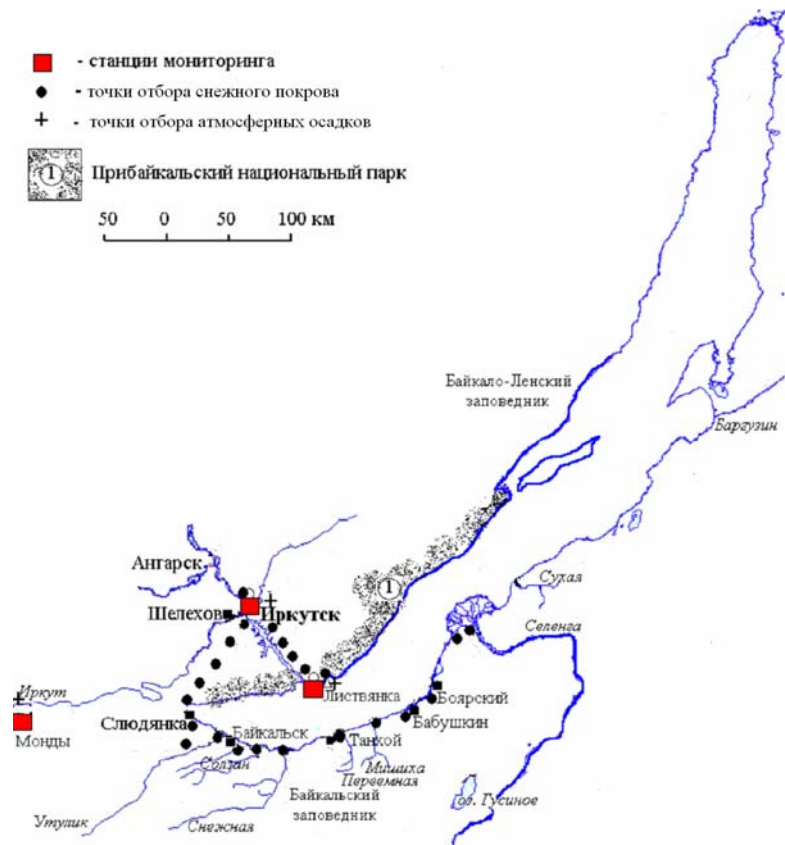 - станции мониторинга
- точки отбора снежного покрова
- точки отбора атмосферных осадков
1 Прибайкальский национальный парк
50 0 50 100 км
Байкало-Ленский
заповедник
Баргузин
Ангарск
1
Сухая
Шелехов
Иркутск
Селенга
Иркут
Листвянка
Боярский
Слюдянка
Бабушкин
Монды
Байкальск
Танхой
Солзан
Мишиха
Переемная
Байкальский
заповедник
оз. Гусиное
Утулик
Снежная